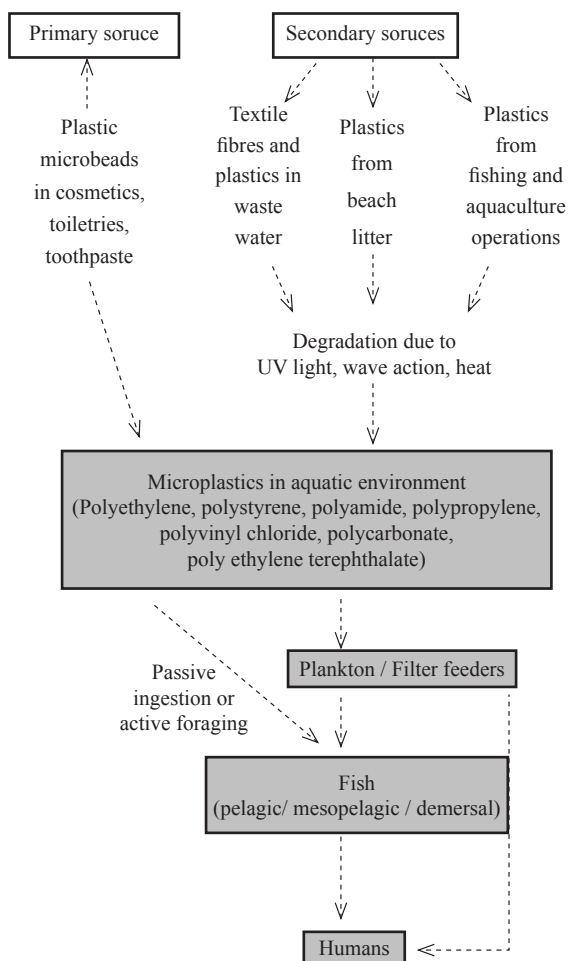 Primary soruce
Secondary soruces
Plastic
microbeads
in cosmetics,
toiletries,
toothpaste
Textile
fibres and
plastics in
waste
water
Plastics
from
beach
litter
Plastics
from
fishing and
aquaculture
operations
Degradation due to
UV light, wave action, heat
Microplastics in aquatic environment
(Polyethylene, polystyrene, polyamide, polypropylene,
polyvinyl chloride, polycarbonate,
poly ethylene terephthalate)
Plankton / Filter feeders
Passive
ingestion or
active foraging
Fish
(pelagic/ mesopelagic / demersal)
Humans